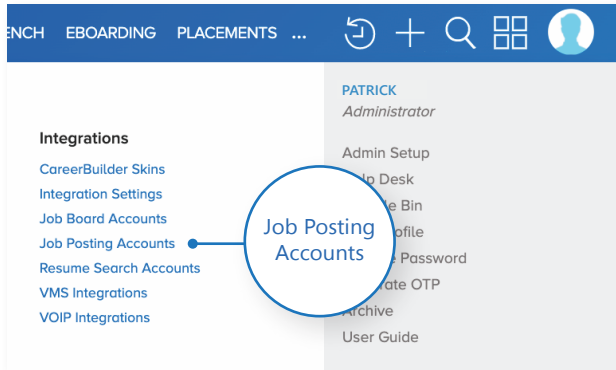 ENCH EBOARDING PLACEMENTS ...
PATRICK
Administrator
Integrations
CareerBuilder Skins
Integration Settings
Job Board Accounts
Job Posting Accounts
Resume Search Accounts
VMS Integrations
VOIP Integrations
Job Posting
Accounts
Admin Setup
Desk
Bin
Password
OTP
Archive
User Guide